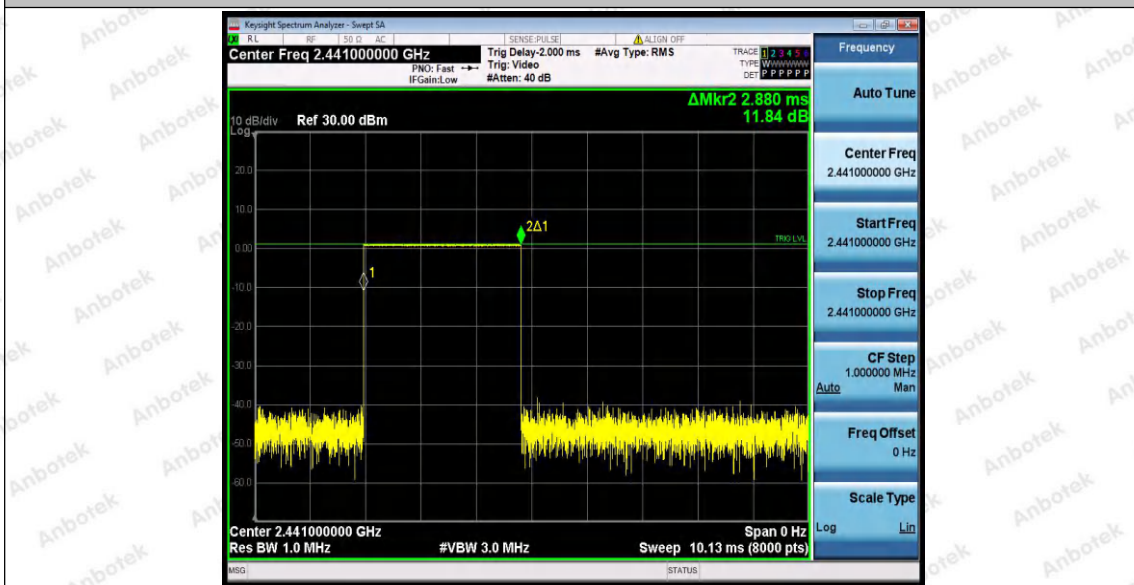 Keysight Spectrum Analyzer - Swept SA
RL RF 50 Ω AC SENSE:PULSE ALIGN OFF
Center Freq 2.441000000 GHz
PNO: Fast
IFGain:Low
Trig Delay-2.000 ms
Trig: Video
#Atten: 40 dB
#Avg Type: RMS
TRACE 1 2 3 4 5 6
TYPE WWWWWW
DET P P P P P P
ΔMkr2 2.880 ms
11.84 dB
10 dB/div Ref 30.00 dBm
Log
20.0
10.0
2Δ1
TRIG LVL
0.00
1
-10.0
-20.0
-30.0
-40.0
-50.0
-60.0
Center 2.441000000 GHz Span 0 Hz
Res BW 1.0 MHz #VBW 3.0 MHz Sweep 10.13 ms (8000 pts)
MSG STATUS
Frequency
Auto Tune
Center Freq
2.441000000 GHz
Start Freq
2.441000000 GHz
Stop Freq
2.441000000 GHz
CF Step
1.000000 MHz
Auto Man
Freq Offset
0 Hz
Scale Type
Log Lin
Anbotek